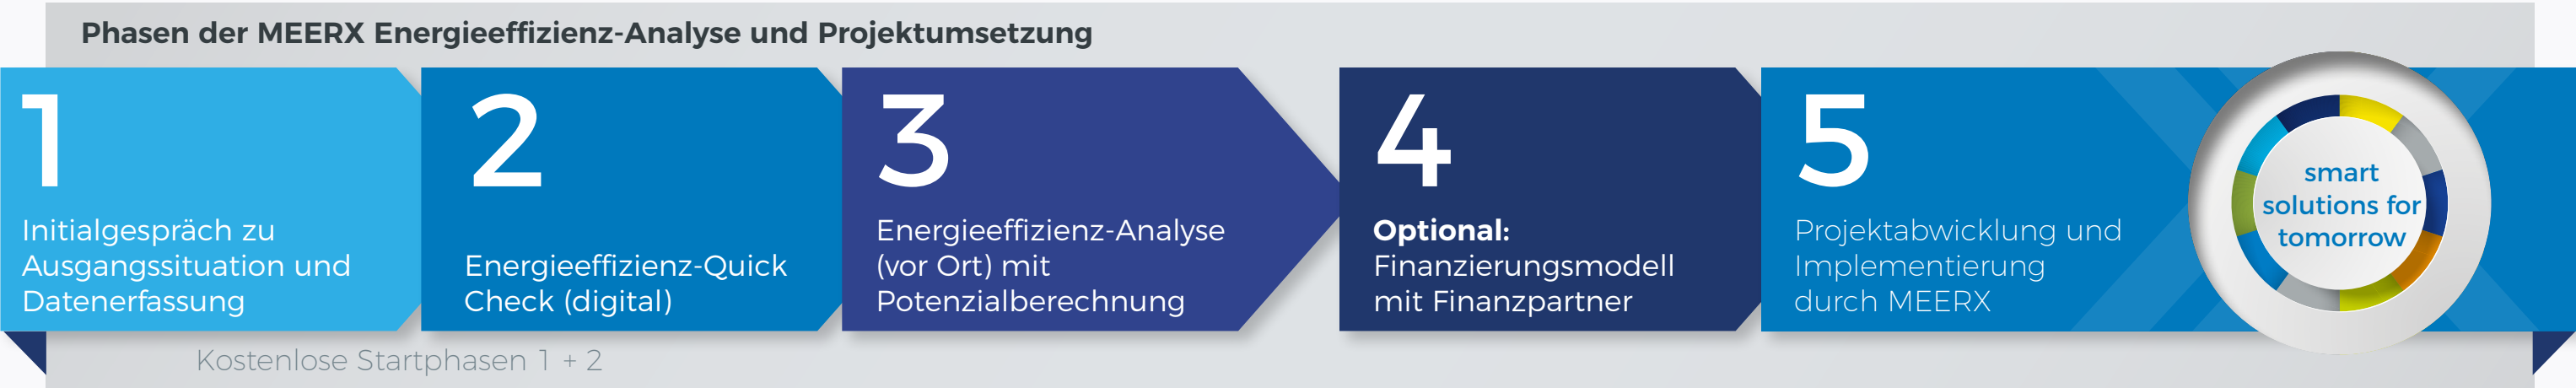 Phasen der MEERX Energieeffizienz-Analyse und Projektumsetzung
1
Initialgespräch zu
Ausgangssituation und
Datenerfassung
2
Energieeffizienz-Quick
Check (digital)
3
Energieeffizienz-Analyse
(vor Ort) mit
Potenzialberechnung
4
Optional:
Finanzierungsmodell
mit Finanzpartner
5
Projektabwicklung und
Implementierung
durch MEERX
smart
solutions for
tomorrow
Kostenlose Startphasen 1 + 2